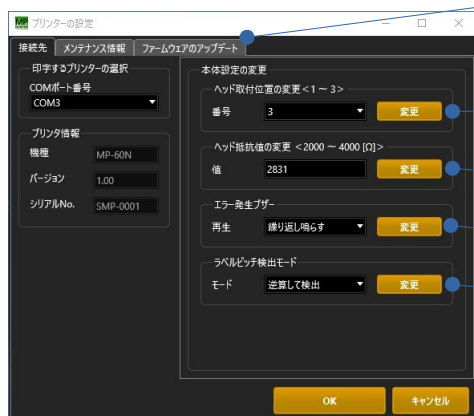 MP プリンターの設定
接続先 メンテナンス情報 ファームウェアのアップデート
印字するプリンターの選択
COMポート番号
COM3
プリンタ情報
機種 MP-60N
バージョン 1.00
シリアルNo. SMP-0001
本体設定の変更
ヘッド取付位置の変更<1 ~ 3>
番号 3 変更
ヘッド抵抗値の変更 <2000 ~ 4000 [Ω]>
値 2831 変更
エラー発生ブザー
再生 繰り返し鳴らす 変更
ラベルピッチ検出モード
モード 逆算して検出 変更
OK キャンセル